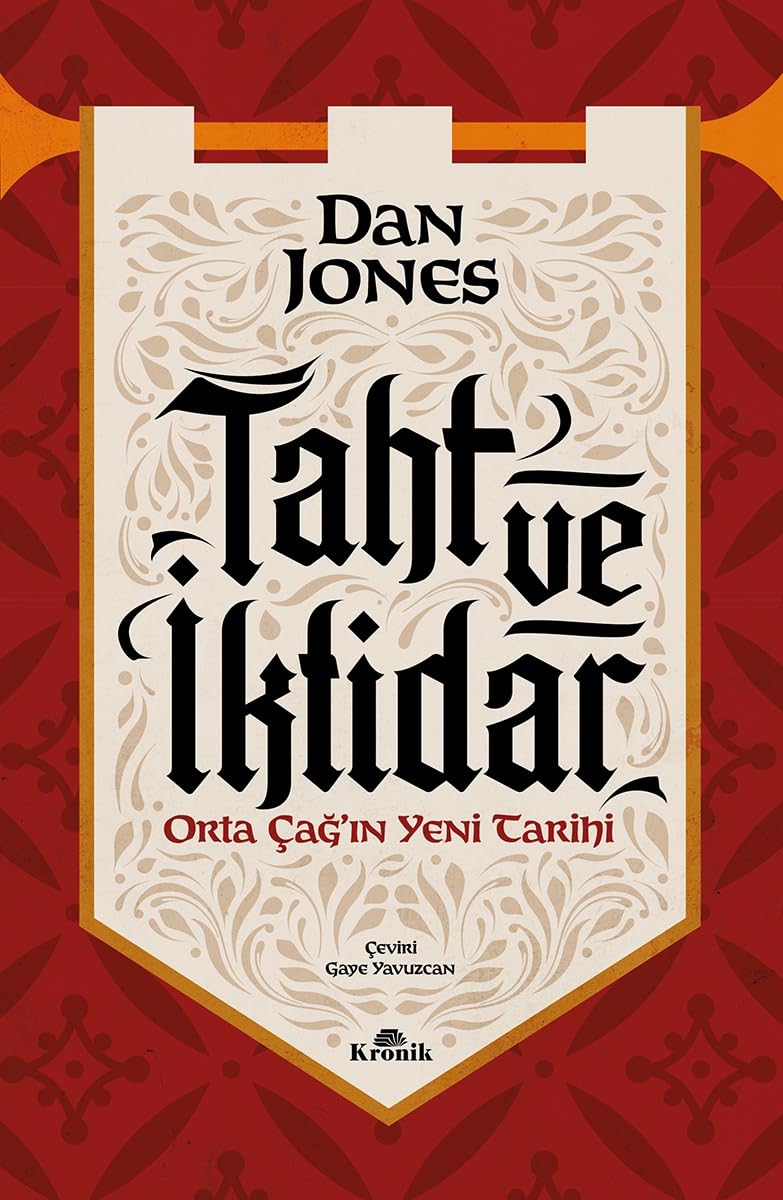 Dan
Jones
Taht
ve
İktidar
Orta Çağ'ın Yeni Tarihi
Çeviri
Gaye Yavuzcan
Kronik